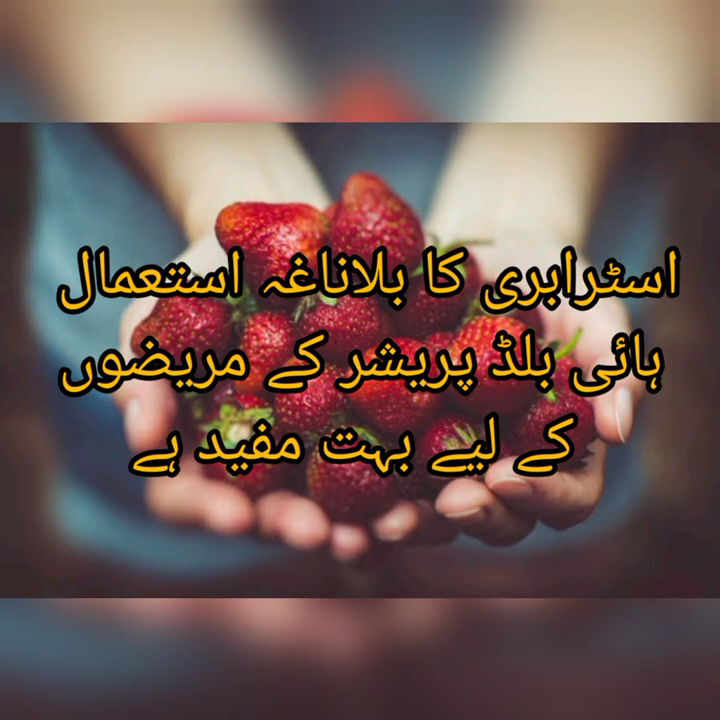 اسٹرابری کا بلاناغہ استعمال
ہائی بلڈ پریشر کے مریضوں
کے لیے بہت مفید ہے